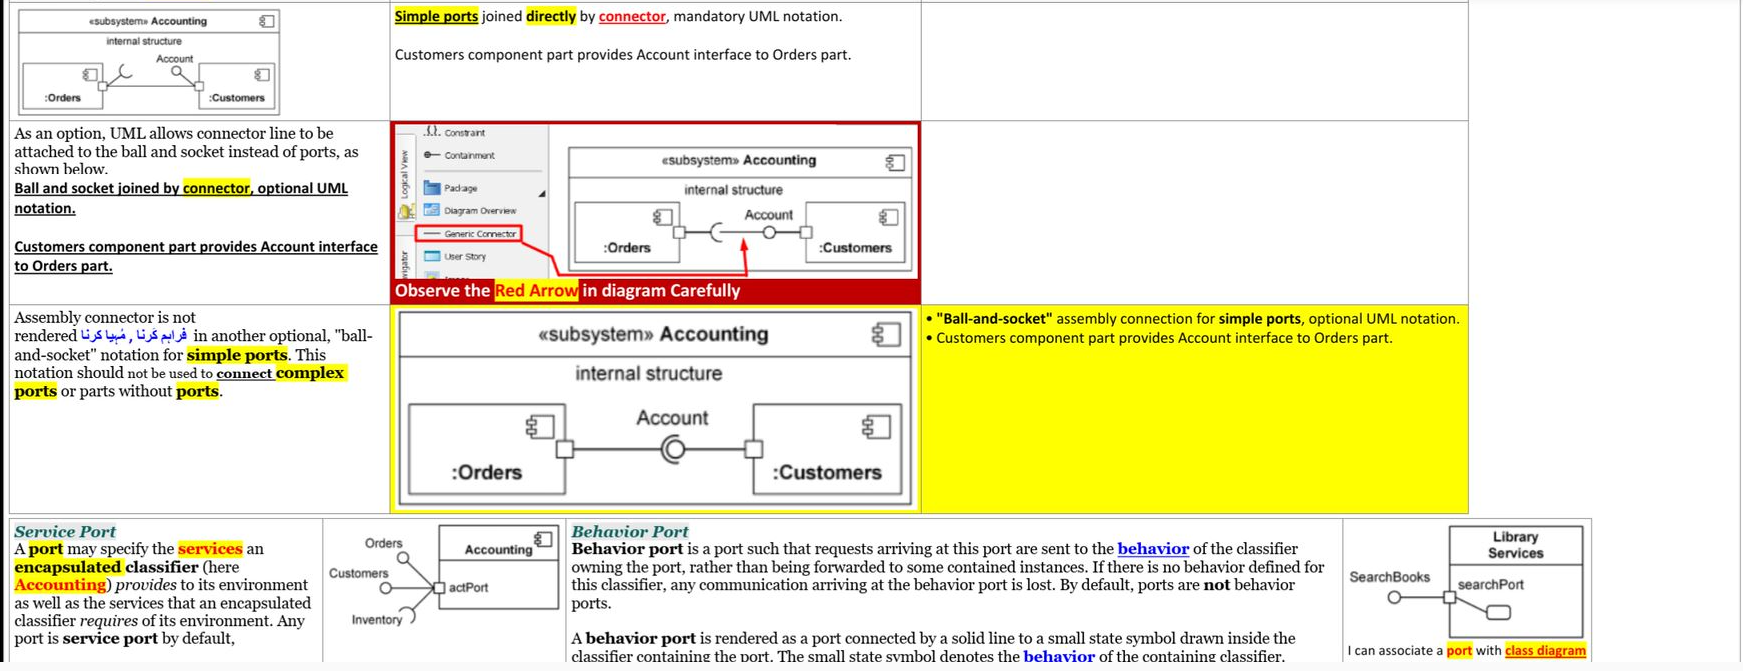 «subsystem» Accounting
internal structure
Account
:Orders
:Customers
Simple ports joined directly by connector, mandatory UML notation.
Customers component part provides Account interface to Orders part.
As an option, UML allows connector line to be
attached to the ball and socket instead of ports, as
shown below.
Ball and socket joined by connector, optional UML
notation.
Customers component part provides Account interface
to Orders part.
Constraint
Containment
Package
Diagram Overview
Generic Connector
User Story
Logical View
«subsystem» Accounting
internal structure
Account
:Orders
:Customers
Observe the Red Arrow in diagram Carefully
Assembly connector is not
rendered فراہم کرنا , مُہیا کرنا in another optional, "ball-
and-socket" notation for simple ports. This
notation should not be used to connect complex
ports or parts without ports.
«subsystem» Accounting
internal structure
Account
:Orders
:Customers
• "Ball-and-socket" assembly connection for simple ports, optional UML notation.
• Customers component part provides Account interface to Orders part.
Service Port
A port may specify the services an
encapsulated classifier (here
Accounting) provides to its environment
as well as the services that an encapsulated
classifier requires of its environment. Any
port is service port by default,
Orders
Customers
Inventory
Accounting
actPort
Behavior Port
Behavior port is a port such that requests arriving at this port are sent to the behavior of the classifier
owning the port, rather than being forwarded to some contained instances. If there is no behavior defined for
this classifier, any communication arriving at the behavior port is lost. By default, ports are not behavior
ports.
A behavior port is rendered as a port connected by a solid line to a small state symbol drawn inside the
classifier containing the port. The small state symbol denotes the behavior of the containing classifier.
Library
Services
SearchBooks
searchPort
I can associate a port with class diagram